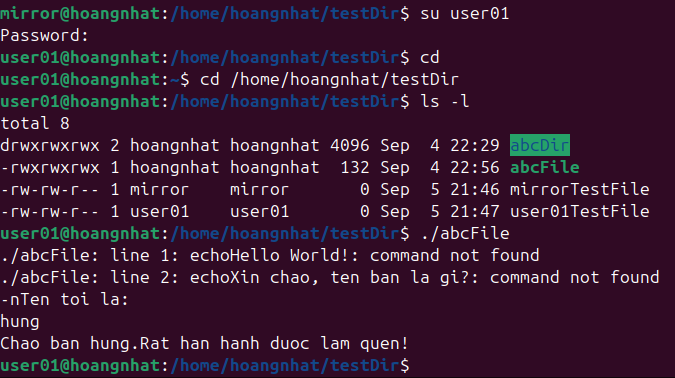 mirror@hoangnhat:/home/hoangnhat/testDir$ su user01
Password:
user01@hoangnhat:/home/hoangnhat/testDir$ cd
user01@hoangnhat:~$ cd /home/hoangnhat/testDir
user01@hoangnhat:/home/hoangnhat/testDir$ ls -l
total 8
drwxrwxrwx 2 hoangnhat hoangnhat 4096 Sep  4 22:29 abcDir
-rwxrwxrwx 1 hoangnhat hoangnhat  132 Sep  4 22:56 abcFile
-rw-rw-r-- 1 mirror    mirror       0 Sep  5 21:46 mirrorTestFile
-rw-rw-r-- 1 user01    user01       0 Sep  5 21:47 user01TestFile
user01@hoangnhat:/home/hoangnhat/testDir$ ./abcFile
./abcFile: line 1: echoHello World!: command not found
./abcFile: line 2: echoXin chao, ten ban la gi?: command not found
-nTen toi la:
hung
Chao ban hung.Rat han hanh duoc lam quen!
user01@hoangnhat:/home/hoangnhat/testDir$